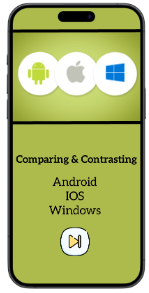 Comparing & Contrasting
Android
IOS
Windows